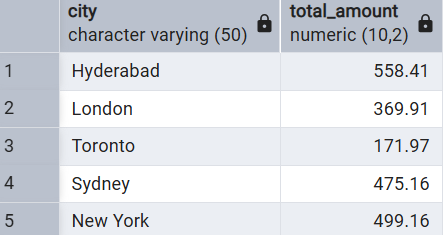 city total_amount
character varying (50) numeric (10,2)
1 Hyderabad 558.41
2 London 369.91
3 Toronto 171.97
4 Sydney 475.16
5 New York 499.16